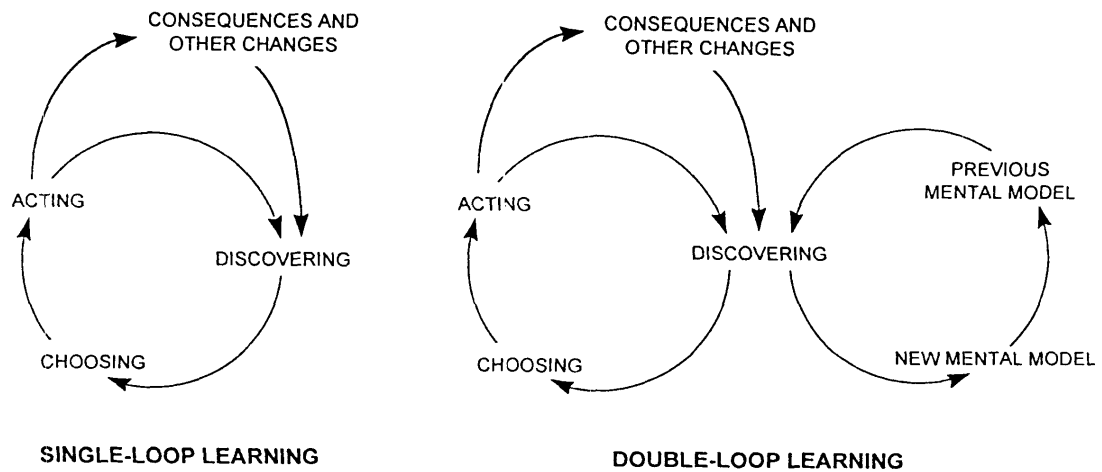 CONSEQUENCES AND
OTHER CHANGES
ACTING
DISCOVERING
CHOOSING
SINGLE-LOOP LEARNING
CONSEQUENCES AND
OTHER CHANGES
ACTING
DISCOVERING
CHOOSING
PREVIOUS
MENTAL MODEL
NEW MENTAL MODEL
DOUBLE-LOOP LEARNING